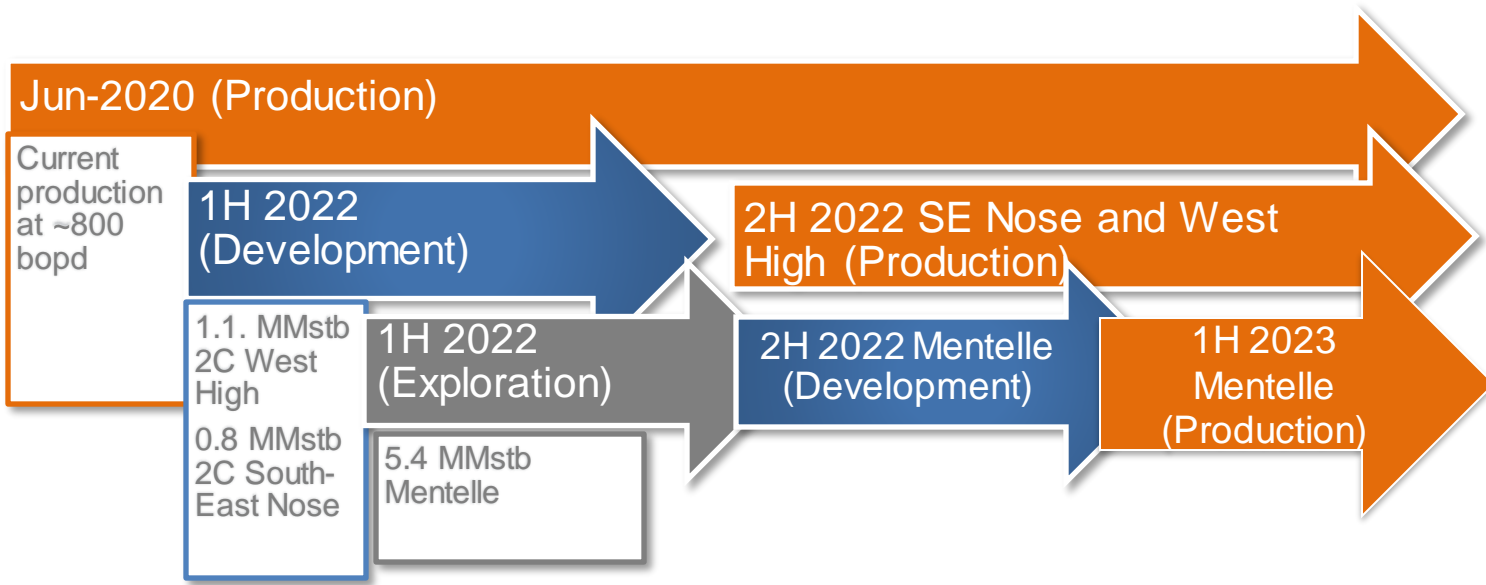 Jun-2020 (Production)
Current
production
at ~800
bopd
1H 2022
(Development)
2H 2022 SE Nose and West
High (Production)
1.1. MMstb
2C West
High
0.8 MMstb
2C South-
East Nose
1H 2022
(Exploration)
5.4 MMstb
Mentelle
2H 2022 Mentelle
(Development)
1H 2023
Mentelle
(Production)